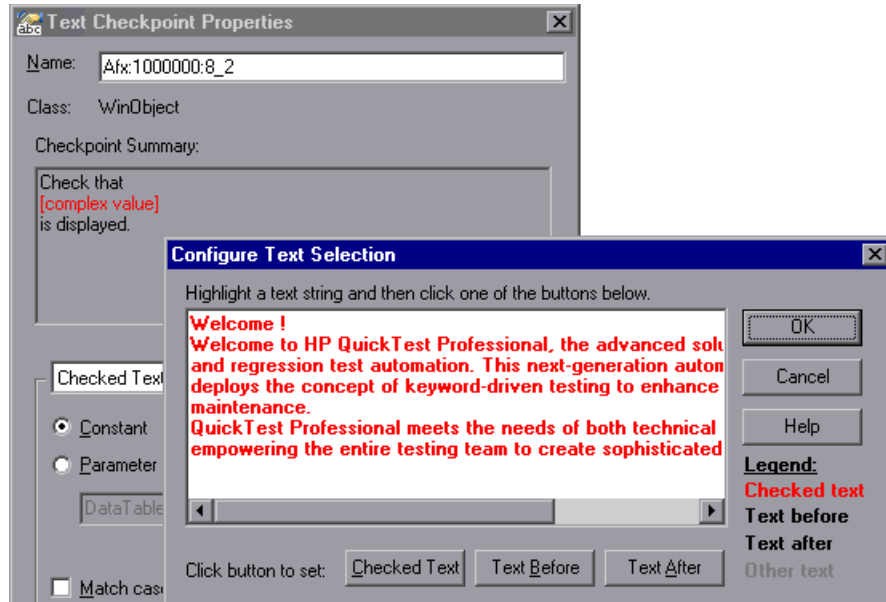 Text Checkpoint Properties
Name: Afx:1000000:8_2
Class: WinObject
Checkpoint Summary:
Check that
[complex value]
is displayed.
Configure Text Selection
Highlight a text string and then click one of the buttons below.
Welcome !
Welcome to HP QuickTest Professional, the advanced
and regression test automation. This next-generation
deploys the concept of keyword-driven testing to enhance
maintenance.
QuickTest Professional meets the needs of both technical
empowering the entire testing team to create sophisticated
OK
Cancel
Help
Legend:
Checked text
Text before
Text after
Other text
Checked
Constant
Parameter
DataTable
Match
Click button to set: Checked Text Text Before Text After